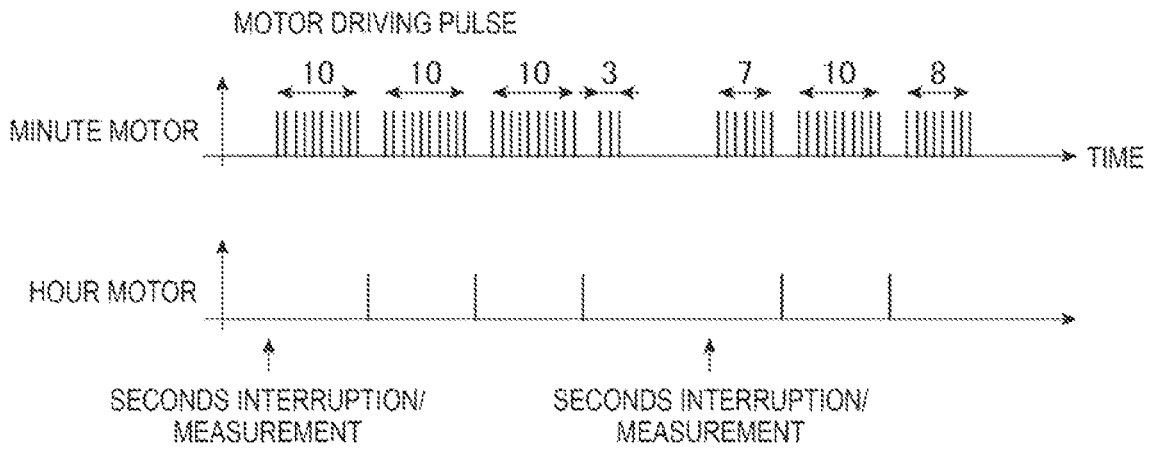 MOTOR DRIVING PULSE
10 10 10 3 7 10 8
MINUTE MOTOR
TIME
HOUR MOTOR
SECONDS INTERRUPTION/
MEASUREMENT
SECONDS INTERRUPTION/
MEASUREMENT